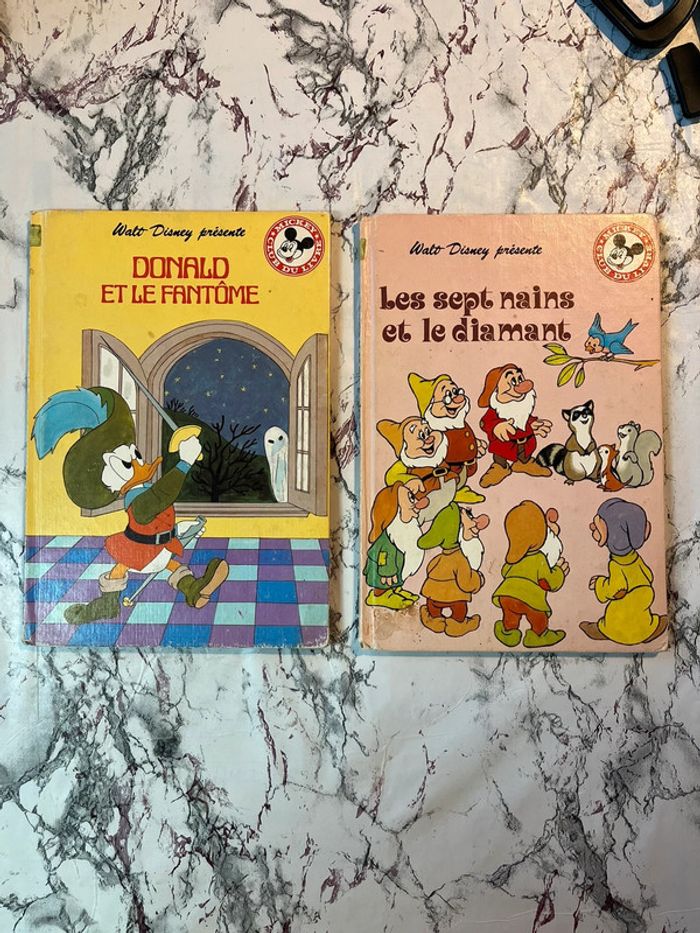 Walt Disney présente
DONALD
ET LE FANTÔME
MICKEY
CLUB DU LIVRE
Walt Disney présente
Les sept nains
et le diamant
MICKEY
CLUB DU LIVRE